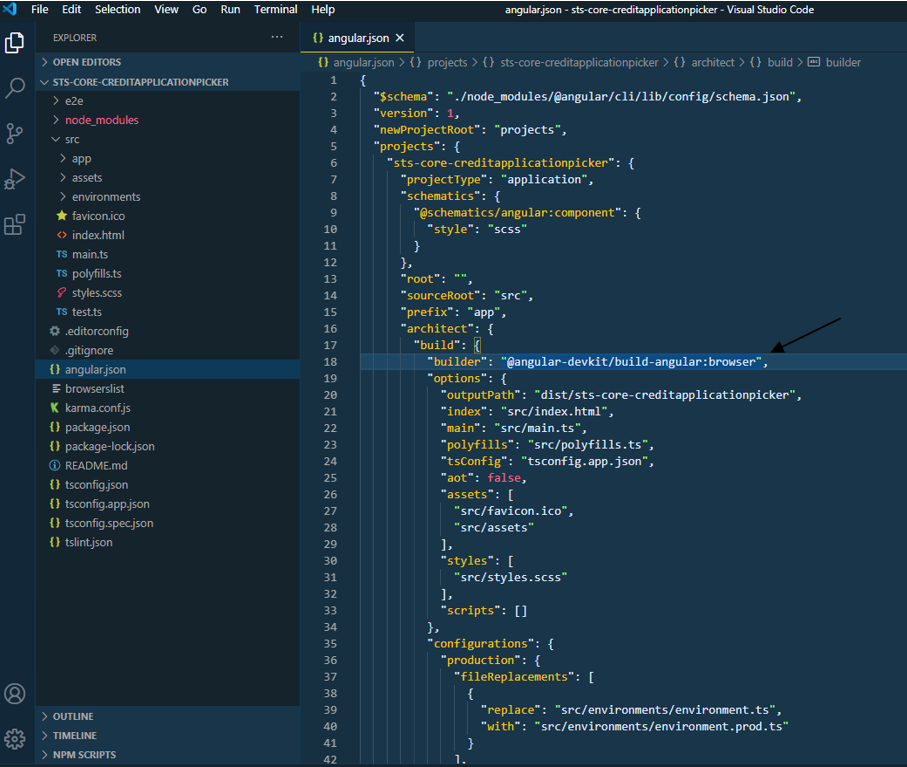 File Edit Selection View Go Run Terminal Help angular.json - sts-core-creditapplicationpicker - Visual Studio Code
EXPLORER ···
OPEN EDITORS
STS-CORE-CREDITAPPLICATIONPICKER
e2e
node_modules
src
app
assets
environments
favicon.ico
<> index.html
TS main.ts
TS polyfills.ts
styles.scss
TS test.ts
.editorconfig
.gitignore
{} angular.json
browserslist
K karma.conf.js
{} package.json
{} package-lock.json
README.md
{} tsconfig.json
{} tsconfig.app.json
{} tsconfig.spec.json
{} tslint.json
OUTLINE
TIMELINE
NPM SCRIPTS
{} angular.json ×
{} angular.json > {} projects > {} sts-core-creditapplicationpicker > {} architect > {} build > builder
1 {
2 "$schema": "./node_modules/@angular/cli/lib/config/schema.json",
3 "version": 1,
4 "newProjectRoot": "projects",
5 "projects": {
6 "sts-core-creditapplicationpicker": {
7 "projectType": "application",
8 "schematics": {
9 "@schematics/angular:component": {
10 "style": "scss"
11 }
12 },
13 "root": "",
14 "sourceRoot": "src",
15 "prefix": "app",
16 "architect": {
17 "build": {
18 "builder": "@angular-devkit/build-angular:browser",
19 "options": {
20 "outputPath": "dist/sts-core-creditapplicationpicker",
21 "index": "src/index.html",
22 "main": "src/main.ts",
23 "polyfills": "src/polyfills.ts",
24 "tsConfig": "tsconfig.app.json",
25 "aot": false,
26 "assets": [
27 "src/favicon.ico",
28 "src/assets"
29 ],
30 "styles": [
31 "src/styles.scss"
32 ],
33 "scripts": []
34 },
35 "configurations": {
36 "production": {
37 "fileReplacements": [
38 {
39 "replace": "src/environments/environment.ts",
40 "with": "src/environments/environment.prod.ts"
41 }
42 ],